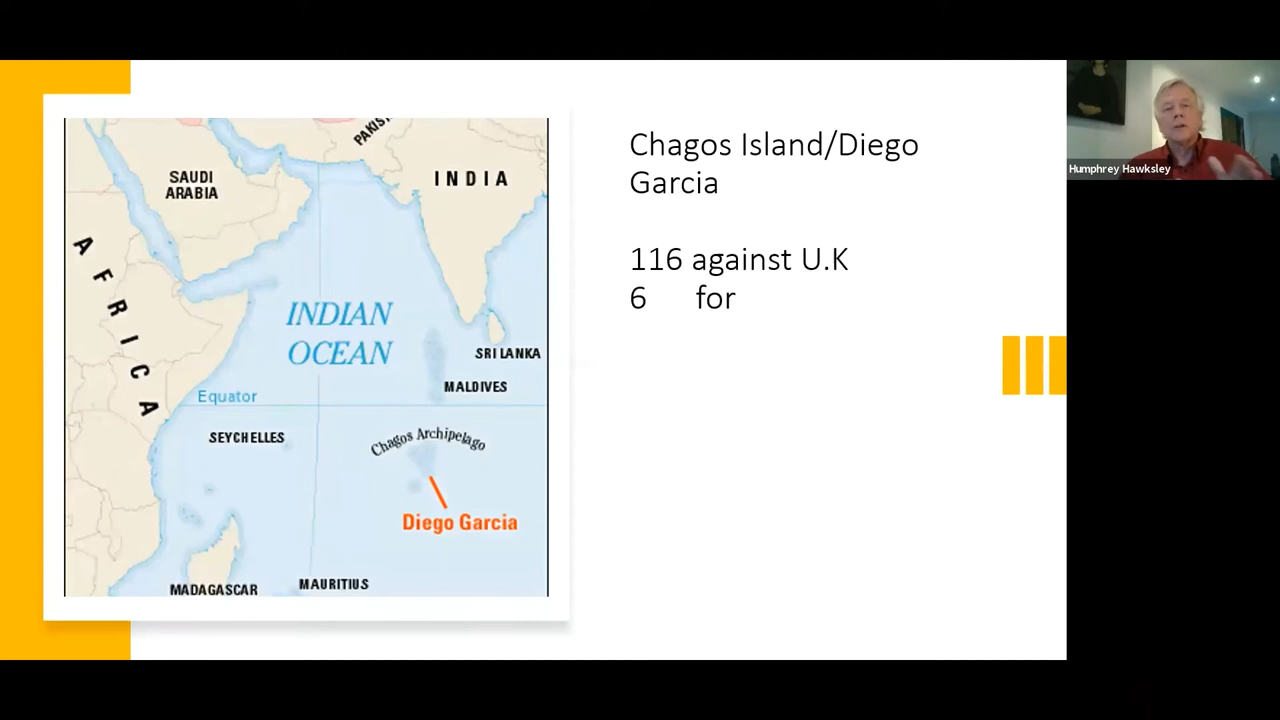 PAKIS
SAUDI
ARABIA
INDIA
AFRICA
INDIAN
OCEAN
SRI LANKA
MALDIVES
Equator
SEYCHELLES
Chagos Archipelago
Diego Garcia
MADAGASCAR
MAURITIUS
Chagos Island/Diego
Garcia
116 against U.K
6 for
Humphrey Hawksley